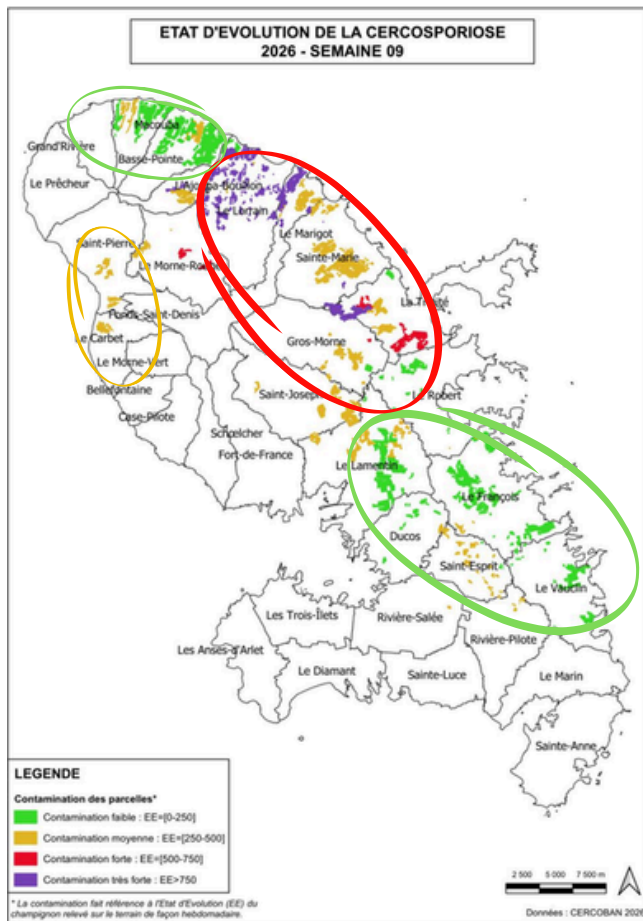 ETAT D'EVOLUTION DE LA CERCOSPORIOSE
2026 - SEMAINE 09
Macouba
Grand'Rivière
Basse-Pointe
Le Prêcheur
L'Ajoupa-Bouillon
Le Lorrain
Le Marigot
Saint-Pierre
Sainte-Marie
Le Morne-Rouge
La Trinité
Fonds-Saint-Denis
Le Carbet
Gros-Morne
Le Morne-Vert
Bellefontaine
Saint-Joseph
Le Robert
Case-Pilote
Schœlcher
Fort-de-France
Le Lamentin
Le François
Ducos
Saint-Esprit
Le Vauclin
Les Trois-Îlets
Rivière-Salée
Rivière-Pilote
Les Anses-d'Arlet
Le Diamant
Sainte-Luce
Le Marin
Sainte-Anne
LEGENDE
Contamination des parcelles*
Contamination faible : EE=[0-250]
Contamination moyenne : EE=[250-500]
Contamination forte : EE=[500-750]
Contamination très forte : EE>750
2 500 5 000 7 500 m
* La contamination fait référence à l'Etat d'Evolution (EE) du
champignon relevé sur le terrain de façon hebdomadaire.
Données : CERCOBAN 2026